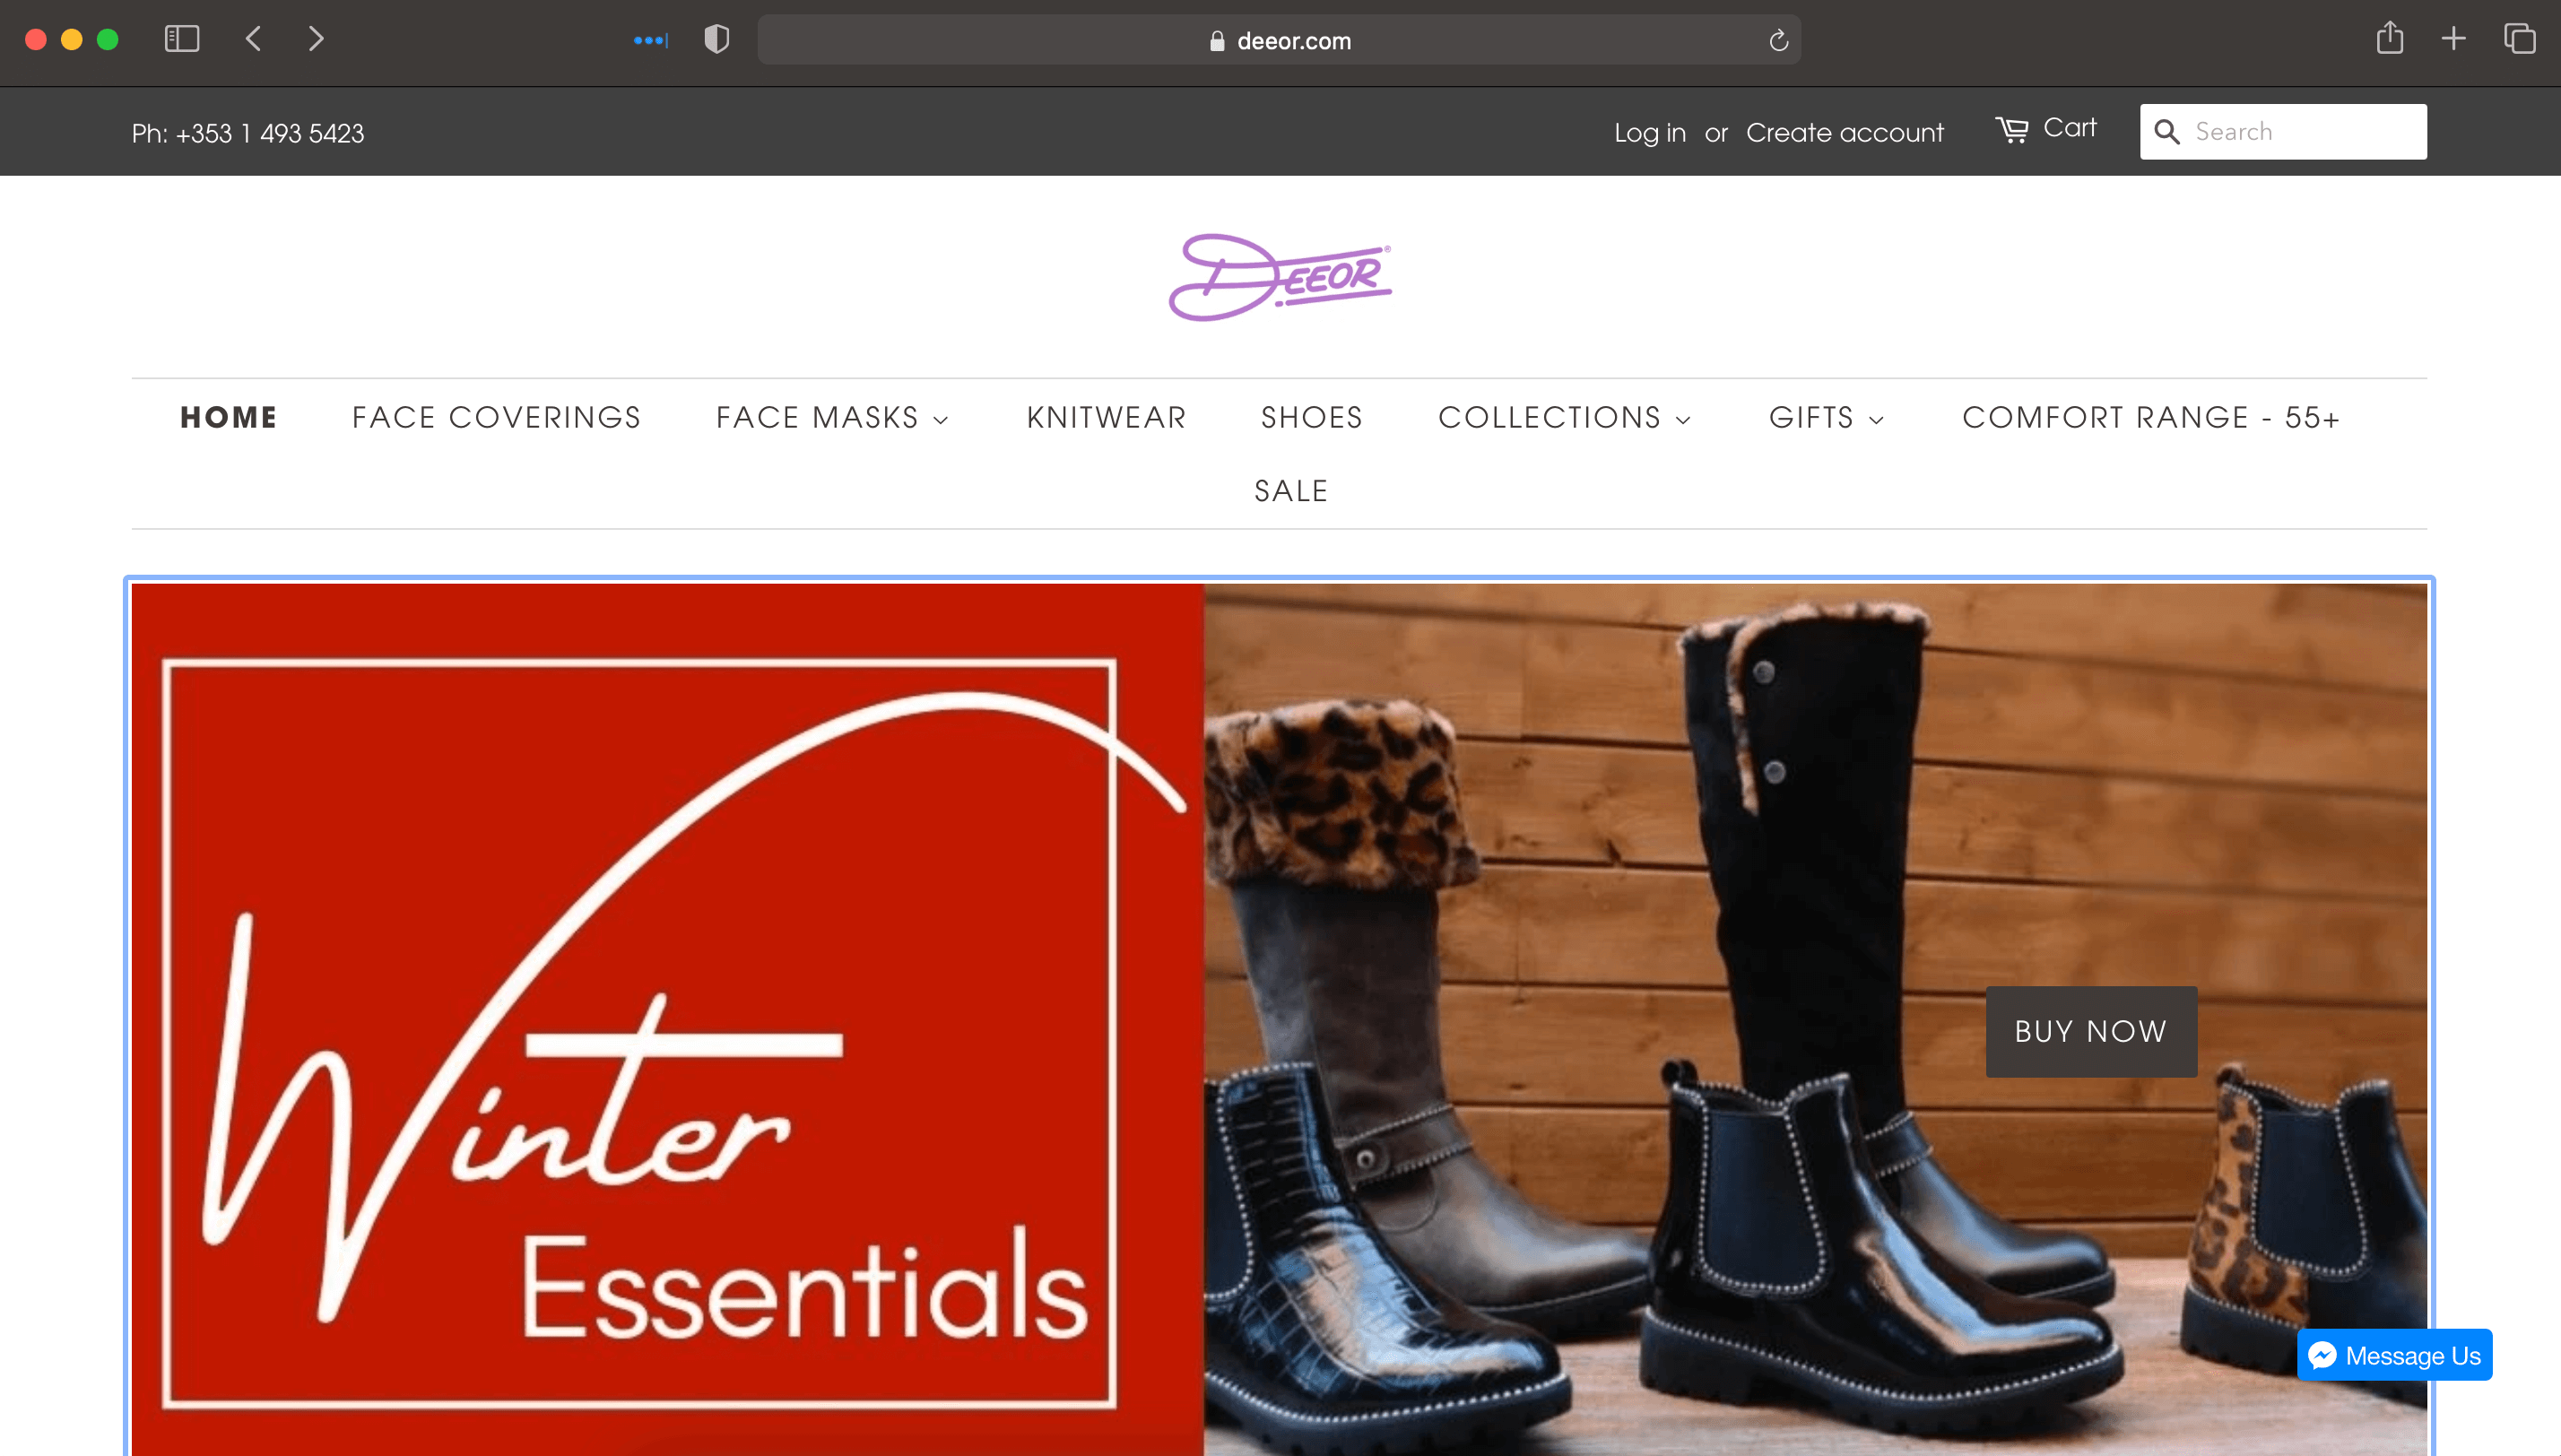 deeor.com
Ph: +353 1 493 5423
Log in or Create account
Cart
Search
DEEOR®
HOME FACE COVERINGS FACE MASKS KNITWEAR SHOES COLLECTIONS GIFTS COMFORT RANGE - 55+
SALE
Winter
Essentials
BUY NOW
Message Us